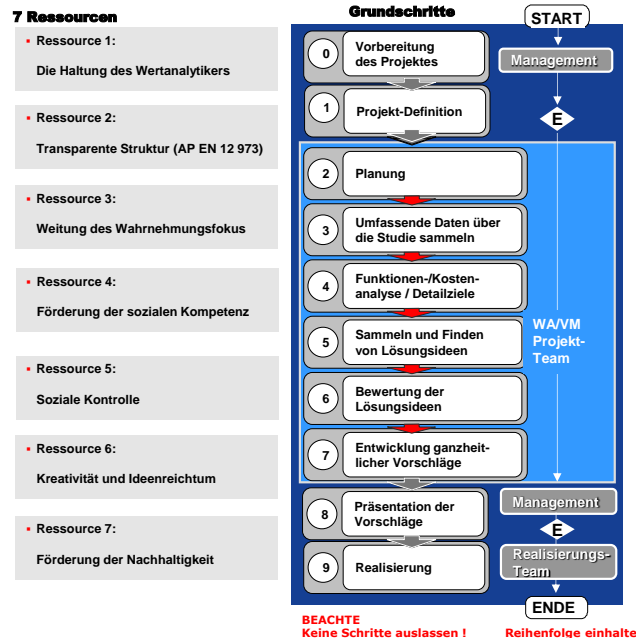 7 Ressourcen
Ressource 1:
Die Haltung des Wertanalytikers
Ressource 2:
Transparente Struktur (AP EN 12 973)
Ressource 3:
Weitung des Wahrnehmungsfokus
Ressource 4:
Förderung der sozialen Kompetenz
Ressource 5:
Soziale Kontrolle
Ressource 6:
Kreativität und Ideenreichtum
Ressource 7:
Förderung der Nachhaltigkeit
Grundschritte
0
Vorbereitung
des Projektes
1
Projekt-Definition
2
Planung
3
Umfassende Daten über
die Studie sammeln
4
Funktionen-/Kosten-
analyse / Detailziele
5
Sammeln und Finden
von Lösungsideen
6
Bewertung der
Lösungsideen
7
Entwicklung ganzheit-
licher Vorschläge
8
Präsentation der
Vorschläge
9
Realisierung
START
Management
E
WA/VM
Projekt-
Team
Management
E
Realisierungs-
Team
ENDE
BEACHTE
Keine Schritte auslassen !
Reihenfolge einhalte